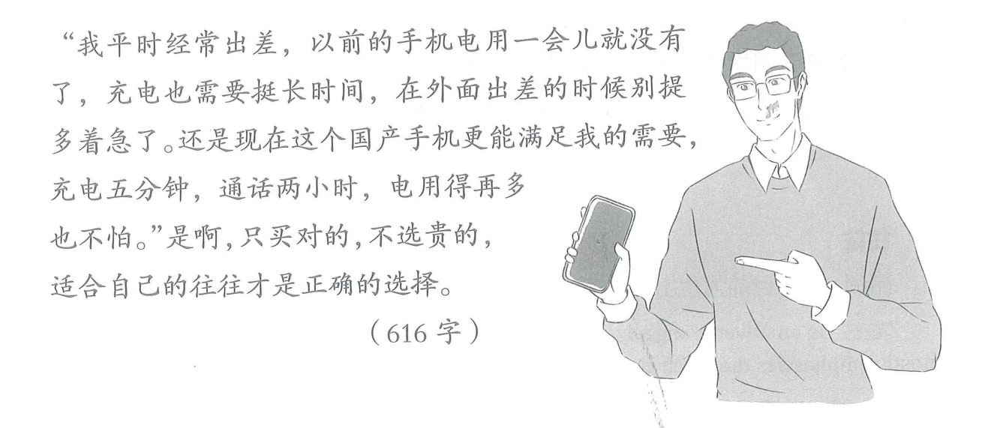 “我平时经常出差，以前的手机电用一会儿就没有
了，充电也需要挺长时间，在外面出差的时候别提
多着急了。还是现在这个国产手机更能满足我的需要，
充电五分钟，通话两小时，电用得再多
也不怕。”是啊，只买对的，不选贵的，
适合自己的往往才是正确的选择。
（616 字）